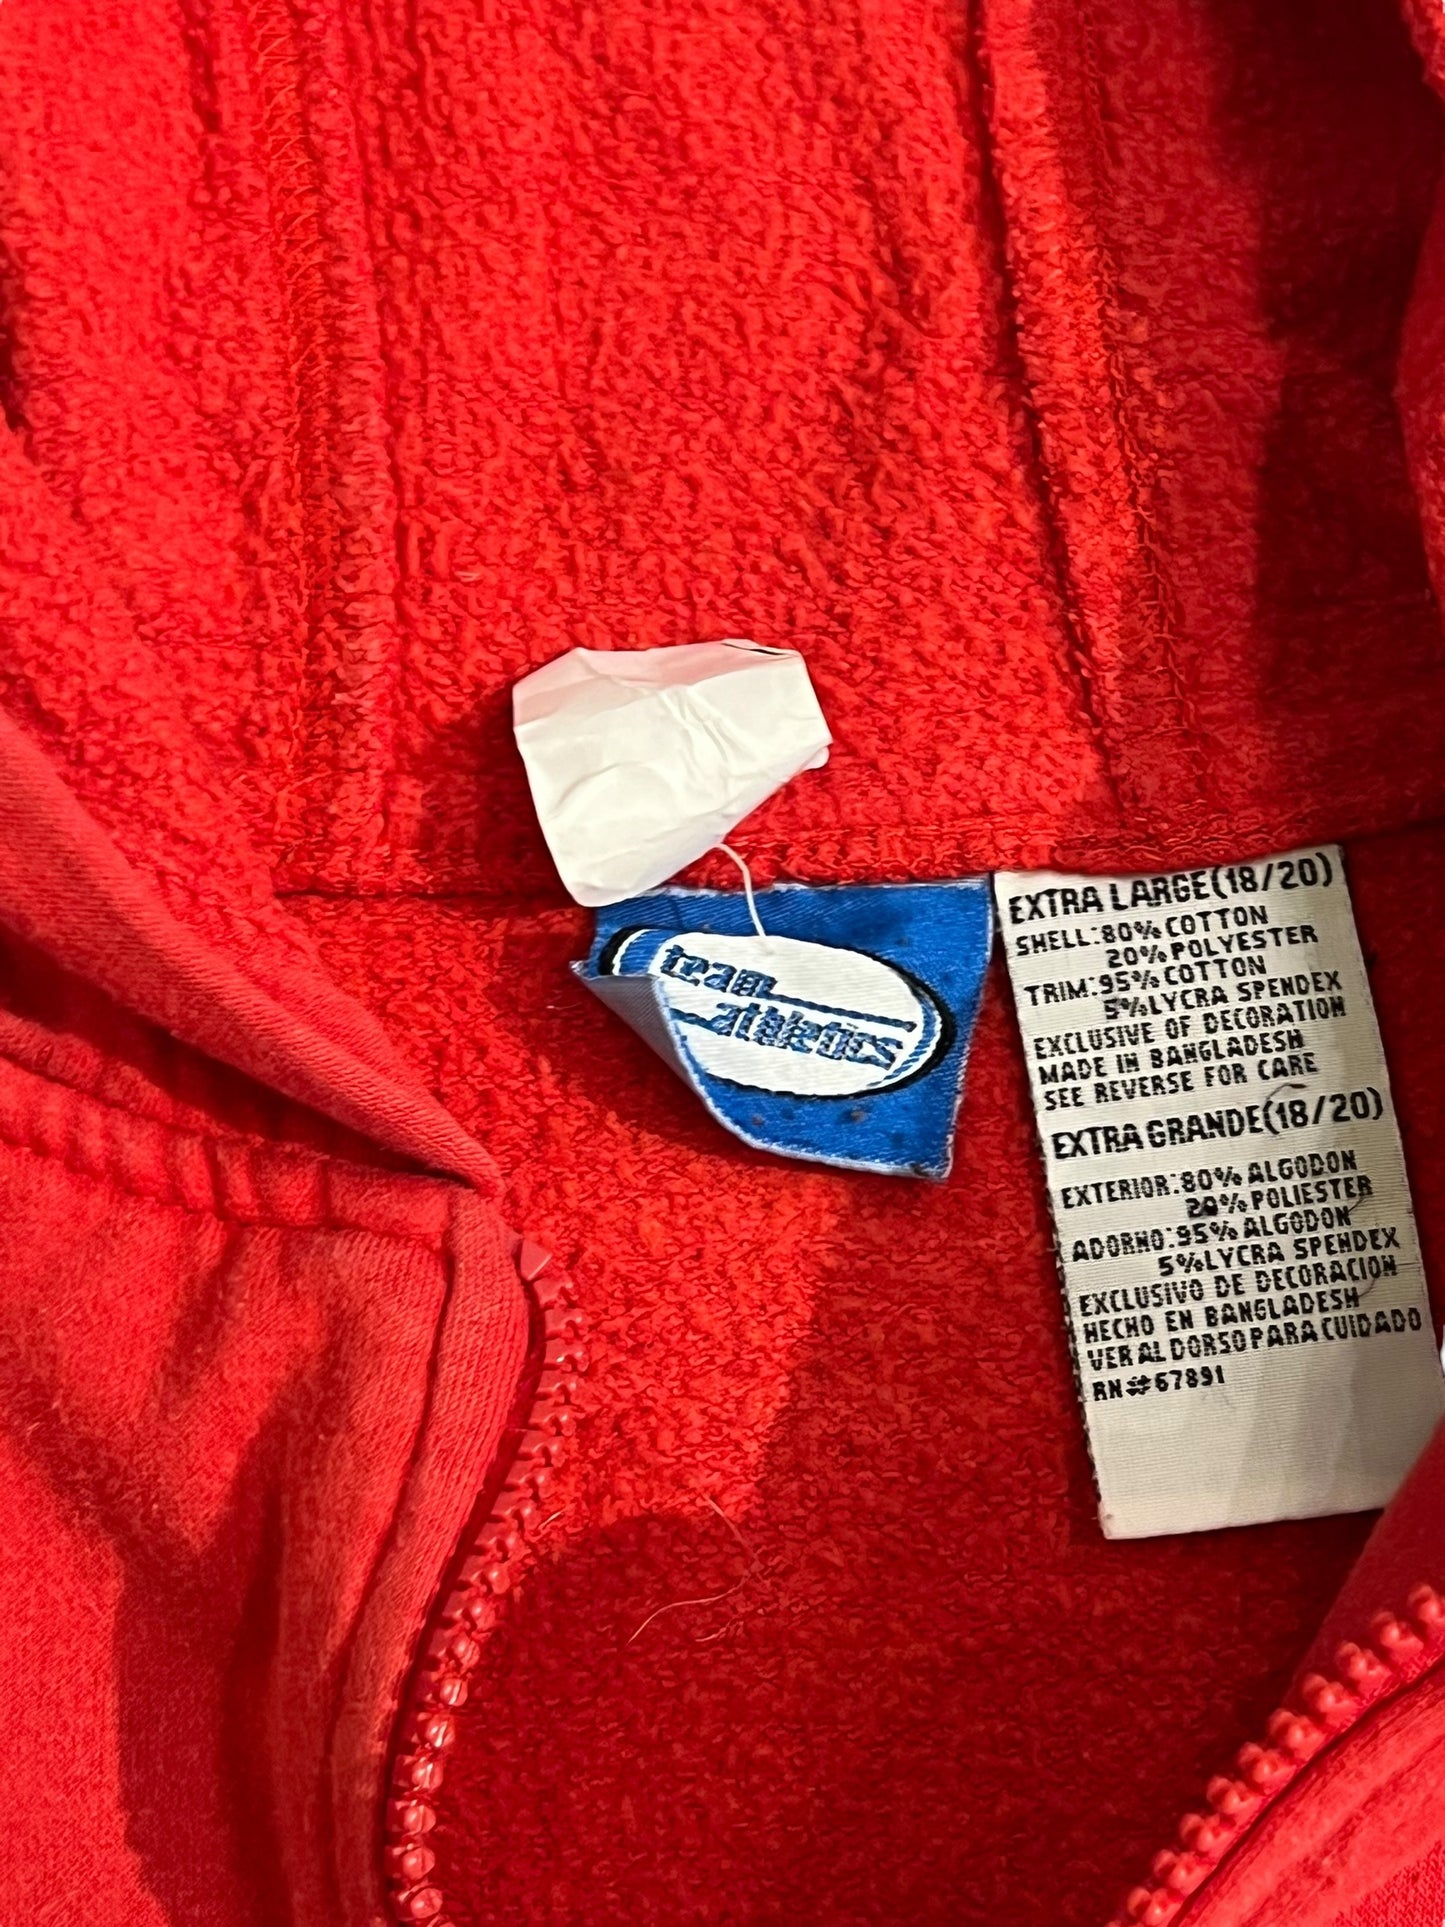 team
athletics
EXTRA LARGE(18/20)
SHELL:80% COTTON
20% POLYESTER
TRIM:95% COTTON
5% LYCRA SPENDEX
EXCLUSIVE OF DECORATION
MADE IN BANGLADESH
SEE REVERSE FOR CARE
EXTRA GRANDE(18/20)
EXTERIOR:80% ALGODON
20% POLIESTER
ADORNO:95% ALGODON
5% LYCRA SPENDEX
EXCLUSIVO DE DECORACION
HECHO EN BANGLADESH
VER AL DORSO PARA CUIDADO
RN#67891